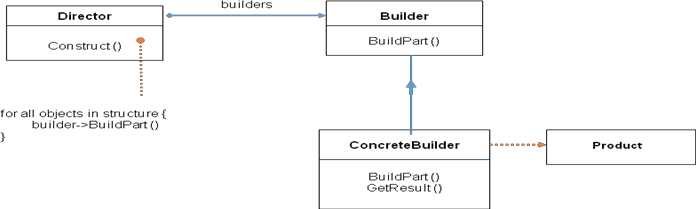 builders
Director
Construct()
Builder
BuildPart()
for all objects in structure {
builder->BuildPart()
}
ConcreteBuilder
BuildPart()
GetResult()
Product